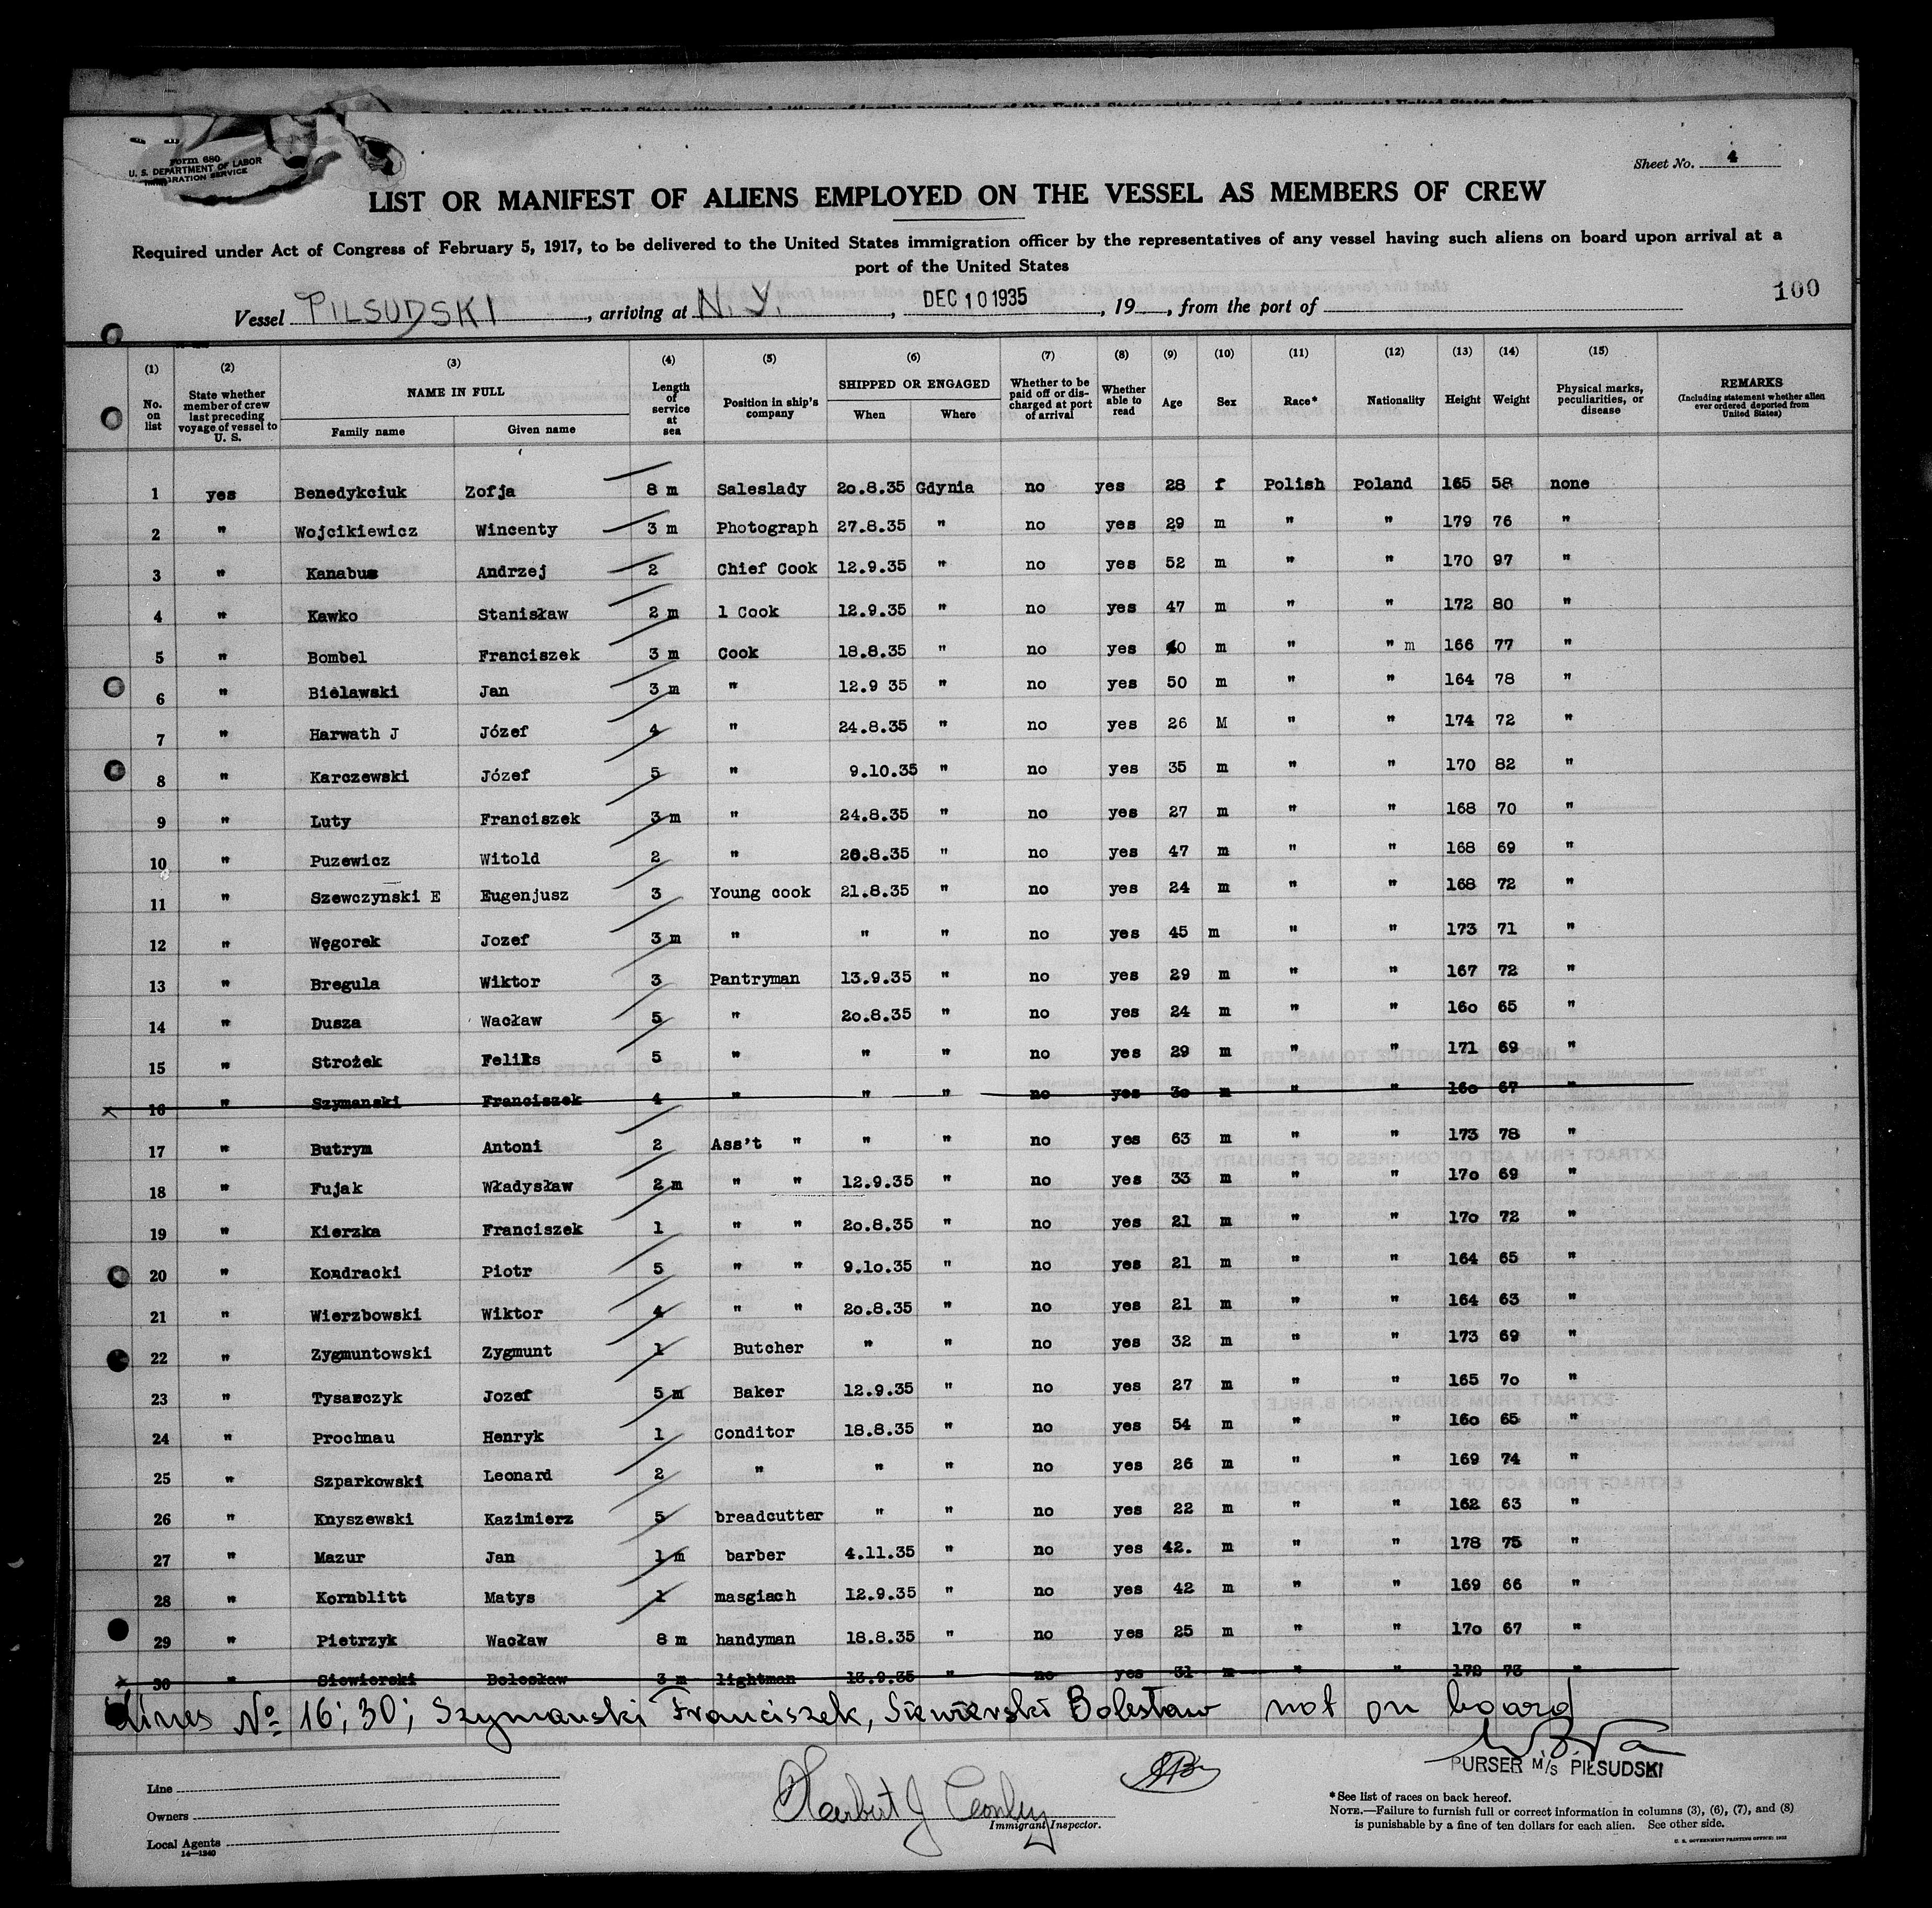 Form 680
U. S. DEPARTMENT OF LABOR
IMMIGRATION SERVICE
Sheet No. 4
LIST OR MANIFEST OF ALIENS EMPLOYED ON THE VESSEL AS MEMBERS OF CREW
Required under Act of Congress of February 5, 1917, to be delivered to the United States immigration officer by the representatives of any vessel having such aliens on board upon arrival at a
port of the United States
100
Vessel PILSUDSKI, arriving at N.Y., DEC 10 1935, 19, from the port of
(1) (2) (3) (4) (5) (6) (7) (8) (9) (10) (11) (12) (13) (14) (15)
No. on list State whether member of crew last preceding voyage of vessel to U. S. NAME IN FULL Family name Given name Length of service at sea Position in ship's company SHIPPED OR ENGAGED When Where Whether to be paid off or discharged at port of arrival Whether able to read Age Sex Race* Nationality Height Weight Physical marks, peculiarities, or disease REMARKS (Including statement whether alien ever ordered deported from United States)
1 yes Benedykciuk Zofja 8 m Saleslady 20.8.35 Gdynia no yes 28 f Polish Poland 165 58 none
2 " Wojcikiewicz Wincenty 3 m Photograph 27.8.35 " no yes 29 m " " 179 76 "
3 " Kanabus Andrzej 2 Chief Cook 12.9.35 " no yes 52 m " " 170 97 "
4 " Kawko Stanisław 2 m 1 Cook 12.9.35 " no yes 47 m " " 172 80 "
5 " Bombel Franciszek 3 m Cook 18.8.35 " no yes 40 m " " m 166 77 "
6 " Bielawski Jan 3 m " 12.9 35 " no yes 50 m " " 164 78 "
7 " Harwath J Józef 4 " 24.8.35 " no yes 26 M " " 174 72 "
8 " Karczewski Józef 5 " 9.10.35 " no yes 35 m " " 170 82 "
9 " Luty Franciszek 3 m " 24.8.35 " no yes 27 m " " 168 70 "
10 " Puzewicz Witold 2 " 20.8.35 " no yes 47 m " " 168 69 "
11 " Szewczynski E Eugenjusz 3 Young cook 21.8.35 " no yes 24 m " " 168 72 "
12 " Węgorek Jozef 3 m " " " no yes 45 m " " 173 71 "
13 " Bregula Wiktor 3 Pantryman 13.9.35 " no yes 29 m " " 167 72 "
14 " Dusza Wacław 5 " 20.8.35 " no yes 24 m " " 160 65 "
15 " Strożek Feliks 5 " " " no yes 29 m " " 171 69 "
16 " Szymanski Franciszek 4 " " " no yes 30 m " " 160 67 "
17 " Butrym Antoni 2 Ass't " " " no yes 63 m " " 173 78 "
18 " Fujak Władysław 2 m " " 12.9.35 " no yes 33 m " " 170 69 "
19 " Kierzka Franciszek 1 " " 20.8.35 " no yes 21 m " " 170 72 "
20 " Kondracki Piotr 5 " " 9.10.35 " no yes 21 m " " 164 65 "
21 " Wierzbowski Wiktor 4 " " 20.8.35 " no yes 21 m " " 164 63 "
22 " Zygmuntowski Zygmunt 1 Butcher " " no yes 32 m " " 173 69 "
23 " Tysawczyk Jozef 5 m Baker 12.9.35 " no yes 27 m " " 165 70 "
24 " Prochnau Henryk 1 Conditor 18.8.35 " no yes 54 m " " 160 65 "
25 " Szparkowski Leonard 2 " " " no yes 26 m " " 169 74 "
26 " Knyszewski Kazimierz 5 breadcutter " " no yes 22 m " " 162 63 "
27 " Mazur Jan 1 m barber 4.11.35 " no yes 42. m " " 178 75 "
28 " Kornblitt Matys 1 masgiach 12.9.35 " no yes 42 m " " 169 66 "
29 " Pietrzyk Wacław 8 m handyman 18.8.35 " no yes 25 m " " 170 67 "
30 " Siewierski Bolesław 3 m lightman 13.9.35 " no yes 31 m " " 172 73 "
Lines No 16; 30; Szymanski Franciszek, Siewierski Bolesław not on board
PURSER M/s PIŁSUDSKI
Line
Owners
Local Agents
14—1240
Herbert J Conley
Immigrant Inspector.
*See list of races on back hereof.
NOTE.—Failure to furnish full or correct information in columns (3), (6), (7), and (8)
is punishable by a fine of ten dollars for each alien. See other side.
U. S. GOVERNMENT PRINTING OFFICE: 1932